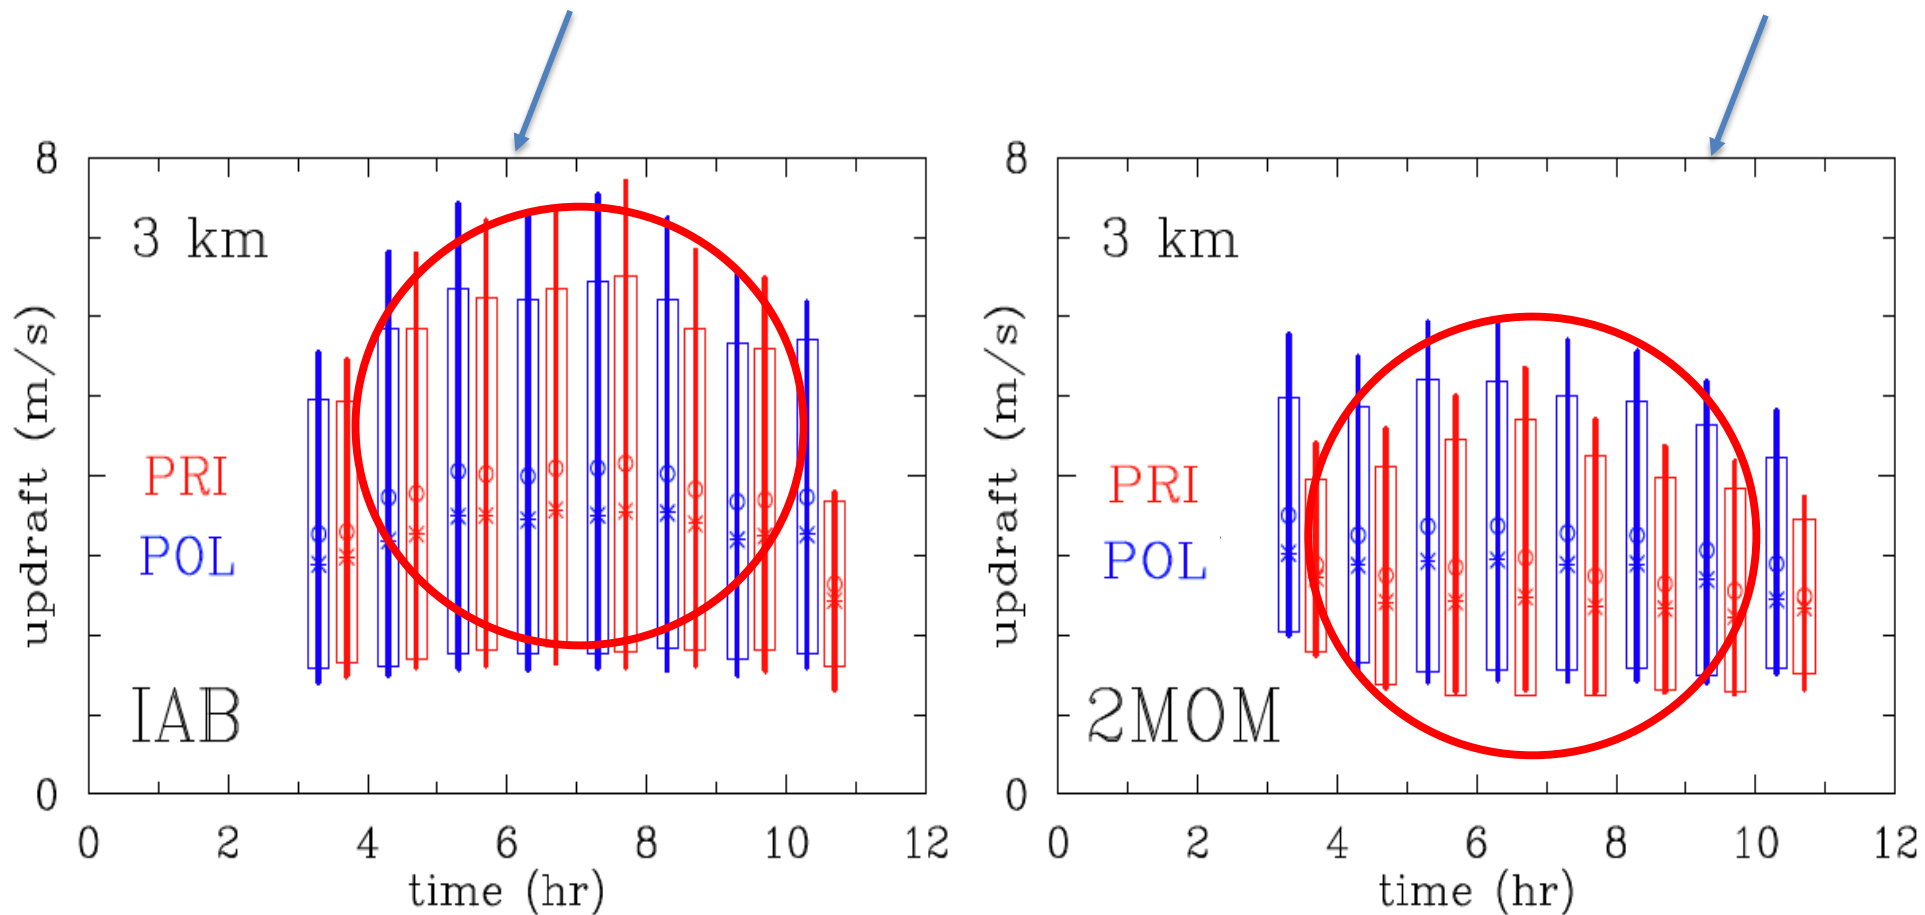 8
3 km
PRI
POL
IAB
0
updraft (m/s)
0 2 4 6 8 10 12
time (hr)
8
3 km
PRI
POL
2MOM
0
updraft (m/s)
0 2 4 6 8 10 12
time (hr)